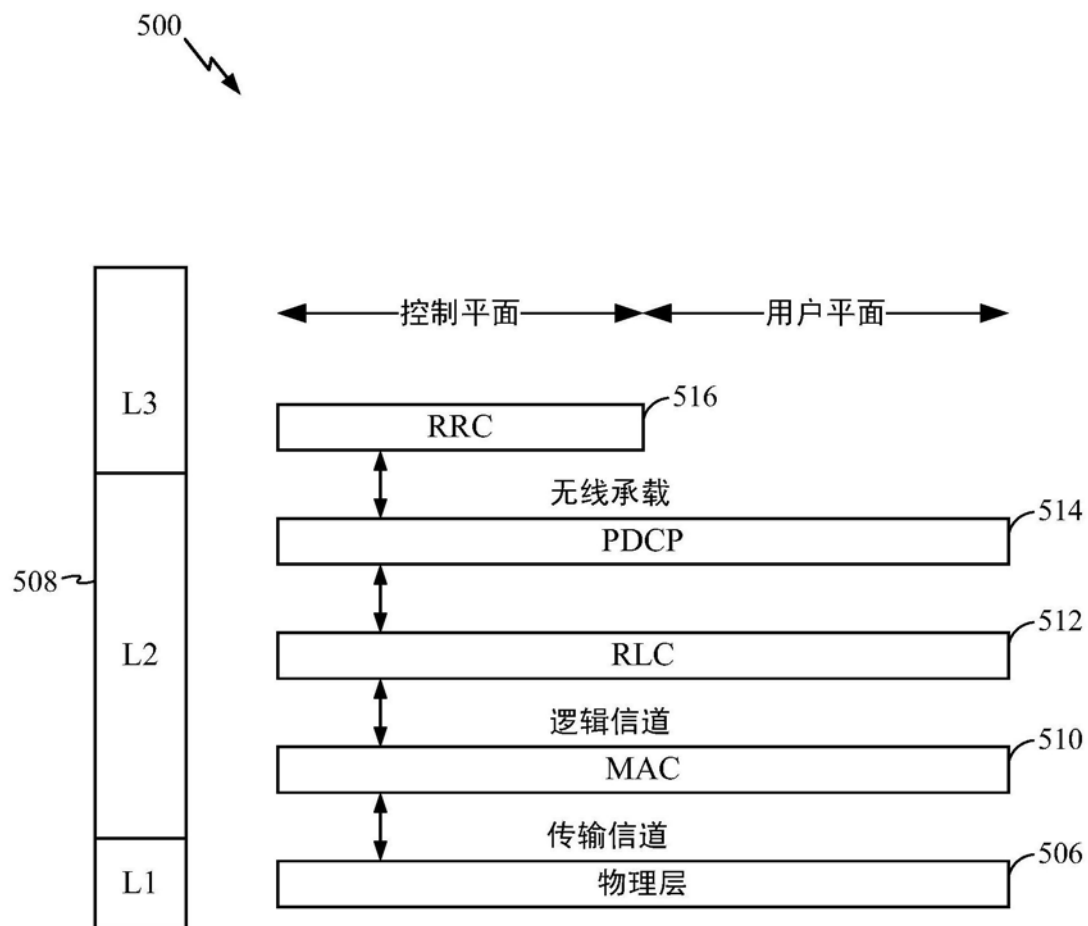 500
控制平面
用户平面
L3
RRC
516
无线承载
PDCP
514
508
L2
RLC
512
逻辑信道
MAC
510
传输信道
L1
物理层
506